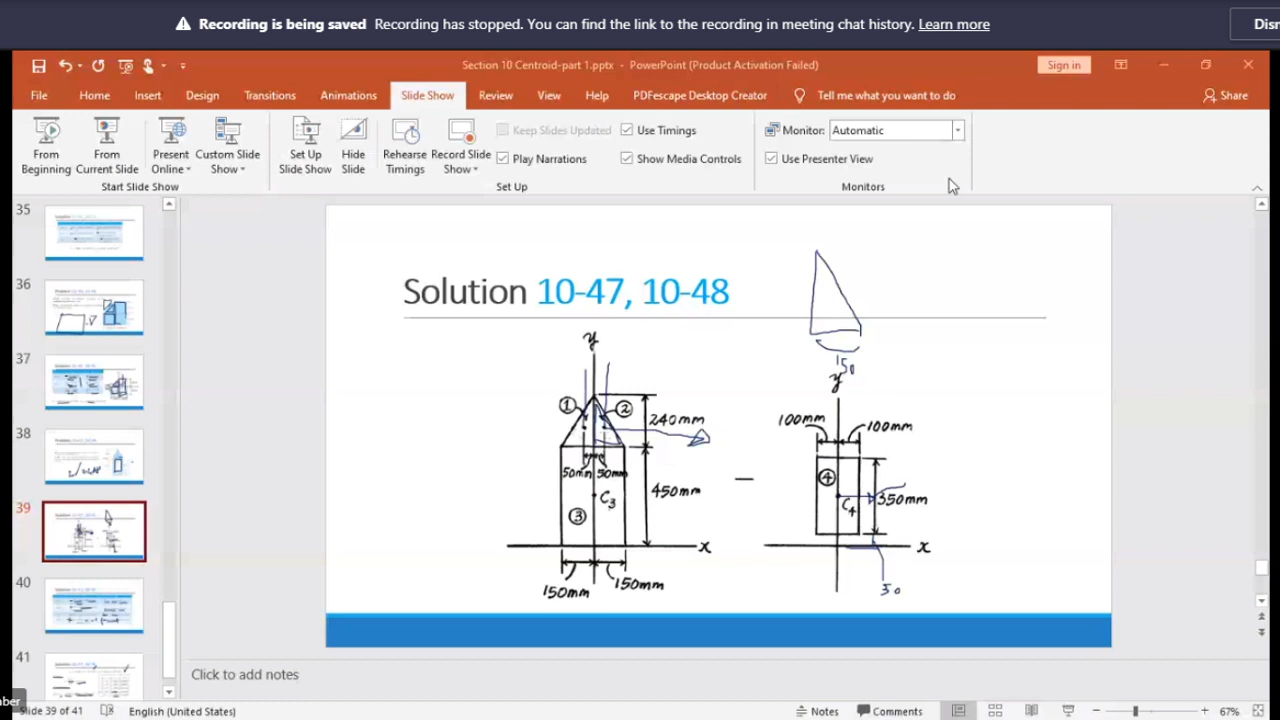 Recording is being saved Recording has stopped. You can find the link to the recording in meeting chat history. Learn more
Section 10 Centroid-part 1.pptx - PowerPoint (Product Activation Failed)
Sign in
File Home Insert Design Transitions Animations Slide Show Review View Help PDFescape Desktop Creator Tell me what you want to do Share
From Beginning
From Current Slide
Present Online
Custom Slide Show
Set Up Slide Show
Hide Slide
Rehearse Timings
Record Slide Show
Keep Slides Updated
Play Narrations
Use Timings
Show Media Controls
Monitor: Automatic
Use Presenter View
Start Slide Show
Set Up
Monitors
35
36
37
38
39
40
41
Solution 10-47, 10-48
150
y
y
1
2
240mm
50mm 50mm
450mm
C3
3
x
150mm
150mm
100mm
100mm
4
C4
350mm
x
50
Click to add notes
Slide 39 of 41
English (United States)
Notes
Comments
67%